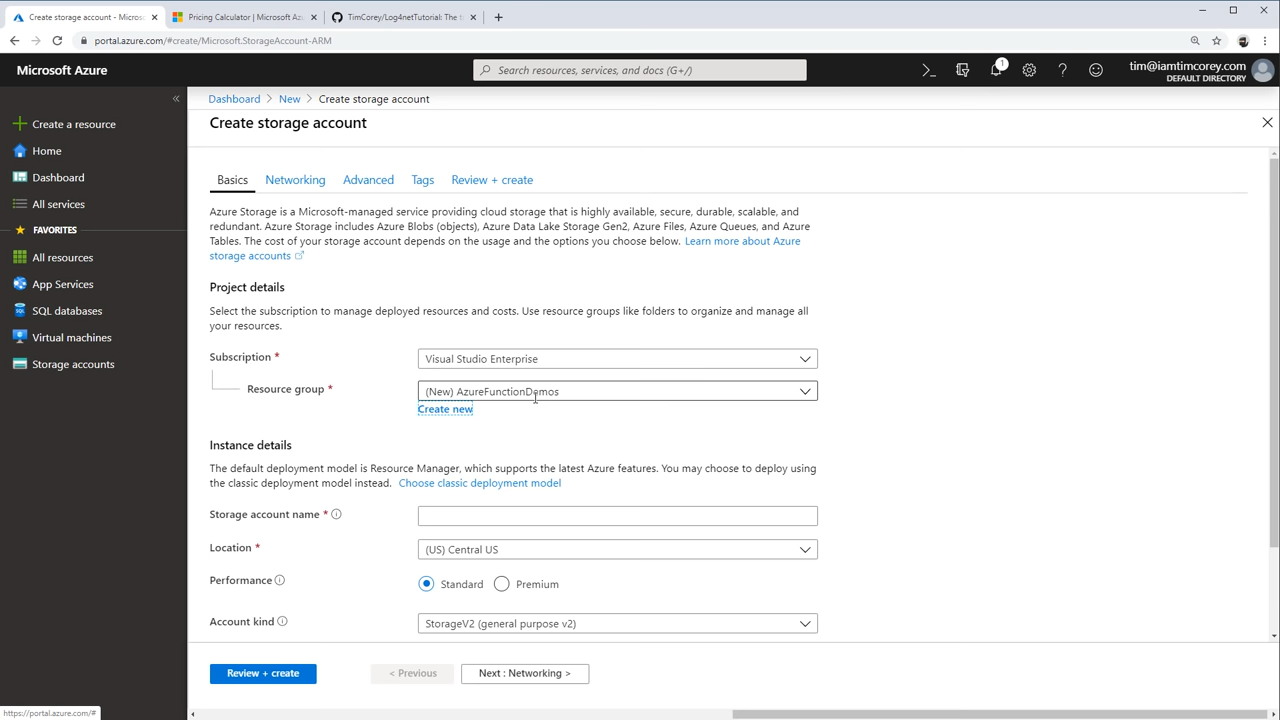 Create storage account - Microso
Pricing Calculator | Microsoft Azu
TimCorey/Log4netTutorial: The t
portal.azure.com/#create/Microsoft.StorageAccount-ARM
Microsoft Azure
Search resources, services, and docs (G+/)
1
tim@iamtimcorey.com
DEFAULT DIRECTORY
Create a resource
Home
Dashboard
All services
FAVORITES
All resources
App Services
SQL databases
Virtual machines
Storage accounts
Dashboard > New > Create storage account
Create storage account
Basics Networking Advanced Tags Review + create
Azure Storage is a Microsoft-managed service providing cloud storage that is highly available, secure, durable, scalable, and
redundant. Azure Storage includes Azure Blobs (objects), Azure Data Lake Storage Gen2, Azure Files, Azure Queues, and Azure
Tables. The cost of your storage account depends on the usage and the options you choose below. Learn more about Azure
storage accounts
Project details
Select the subscription to manage deployed resources and costs. Use resource groups like folders to organize and manage all
your resources.
Subscription * Visual Studio Enterprise
Resource group * (New) AzureFunctionDemos
Create new
Instance details
The default deployment model is Resource Manager, which supports the latest Azure features. You may choose to deploy using
the classic deployment model instead. Choose classic deployment model
Storage account name *
Location * (US) Central US
Performance Standard Premium
Account kind StorageV2 (general purpose v2)
Review + create < Previous Next : Networking >
https://portal.azure.com/#